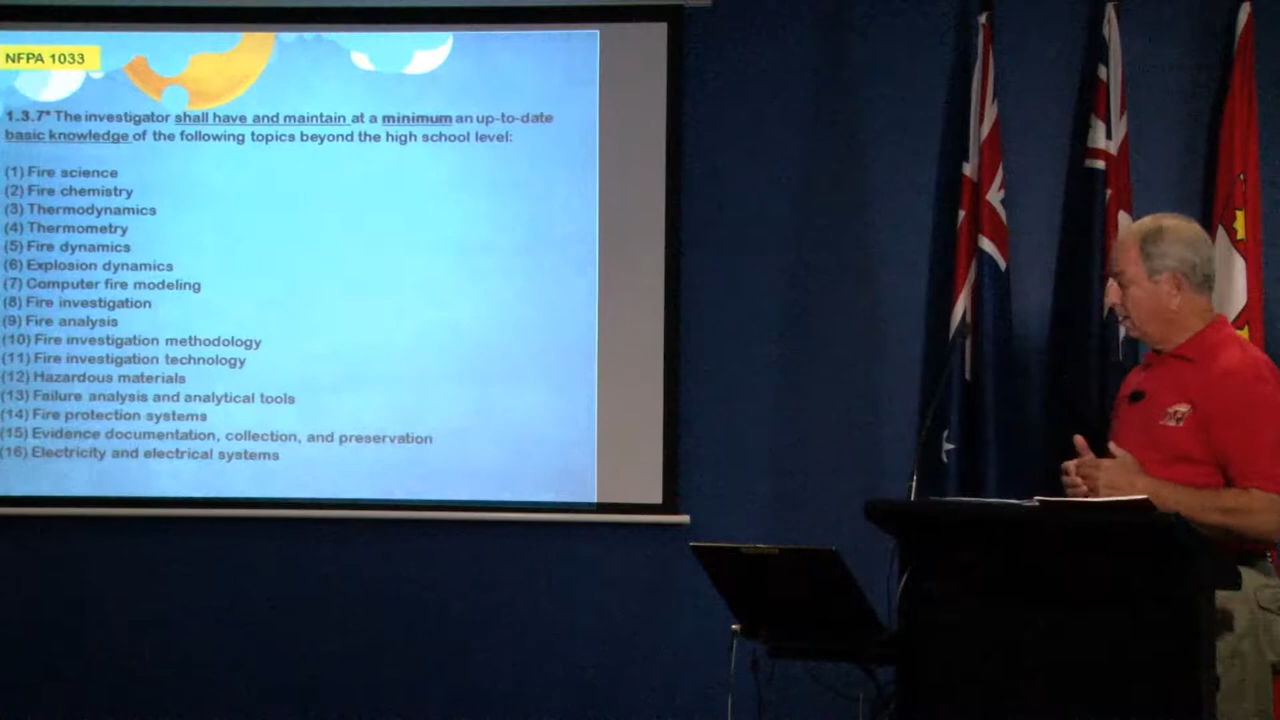 NFPA 1033
1.3.7* The investigator shall have and maintain at a minimum an up-to-date
basic knowledge of the following topics beyond the high school level:
(1) Fire science
(2) Fire chemistry
(3) Thermodynamics
(4) Thermometry
(5) Fire dynamics
(6) Explosion dynamics
(7) Computer fire modeling
(8) Fire investigation
(9) Fire analysis
(10) Fire investigation methodology
(11) Fire investigation technology
(12) Hazardous materials
(13) Failure analysis and analytical tools
(14) Fire protection systems
(15) Evidence documentation, collection, and preservation
(16) Electricity and electrical systems